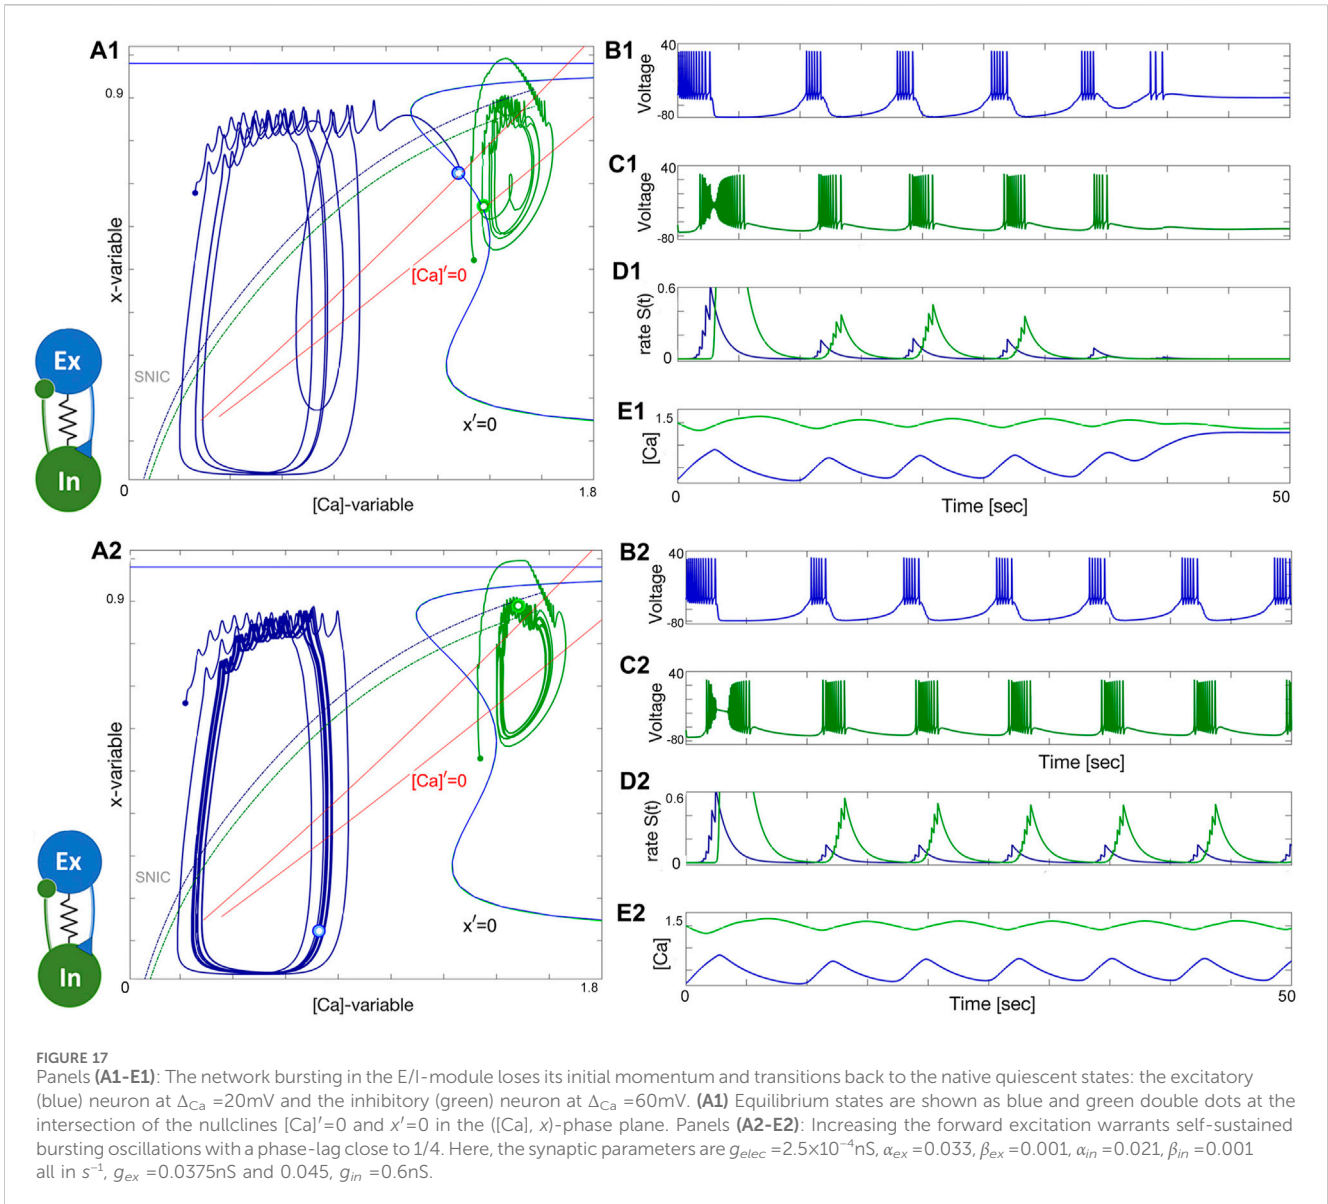 A1
0.9
x-variable
SNIC
[Ca]′=0
x′=0
0
1.8
[Ca]-variable
Ex
In
B1
40
Voltage
-80
C1
40
Voltage
-80
D1
0.6
rate S(t)
0
E1
1.5
[Ca]
0
50
Time [sec]
A2
0.9
x-variable
SNIC
[Ca]′=0
x′=0
0
1.8
[Ca]-variable
Ex
In
B2
40
Voltage
-80
C2
40
Voltage
-80
Time [sec]
D2
0.6
rate S(t)
0
E2
1.5
[Ca]
0
50
Time [sec]
FIGURE 17
Panels (A1-E1): The network bursting in the E/I-module loses its initial momentum and transitions back to the native quiescent states: the excitatory
(blue) neuron at Δ_Ca =20mV and the inhibitory (green) neuron at Δ_Ca =60mV. (A1) Equilibrium states are shown as blue and green double dots at the
intersection of the nullclines [Ca]′=0 and x′=0 in the ([Ca], x)-phase plane. Panels (A2-E2): Increasing the forward excitation warrants self-sustained
bursting oscillations with a phase-lag close to 1/4. Here, the synaptic parameters are g_elec =2.5×10⁻⁴nS, α_ex =0.033, β_ex =0.001, α_in =0.021, β_in =0.001
all in s⁻¹, g_ex =0.0375nS and 0.045, g_in =0.6nS.